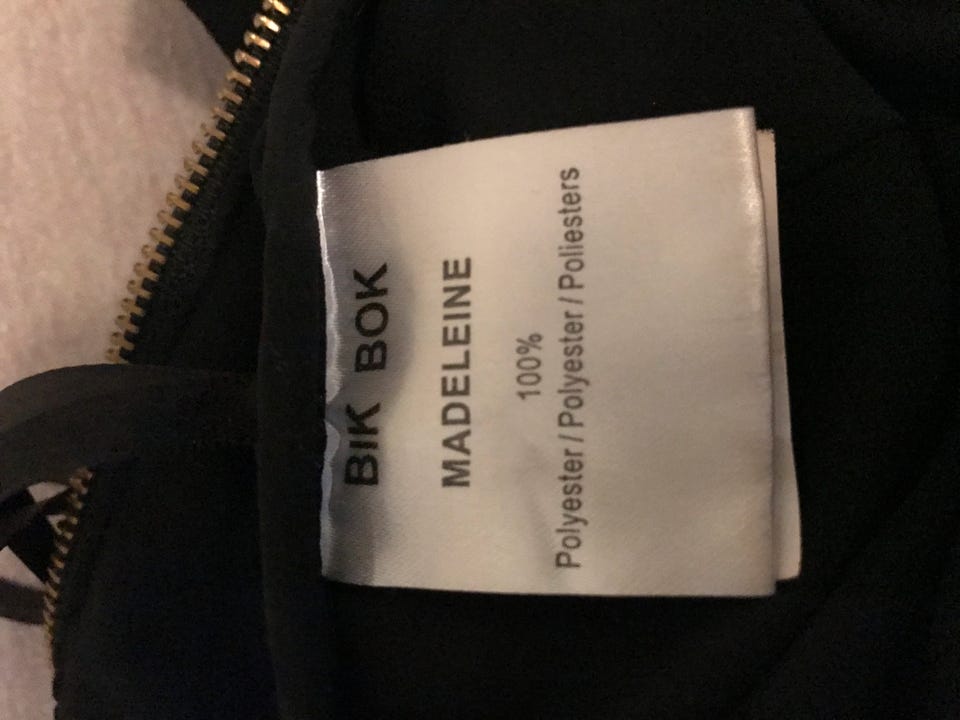 BIK BOK
MADELEINE
100%
Polyester / Polyester / Poliesters